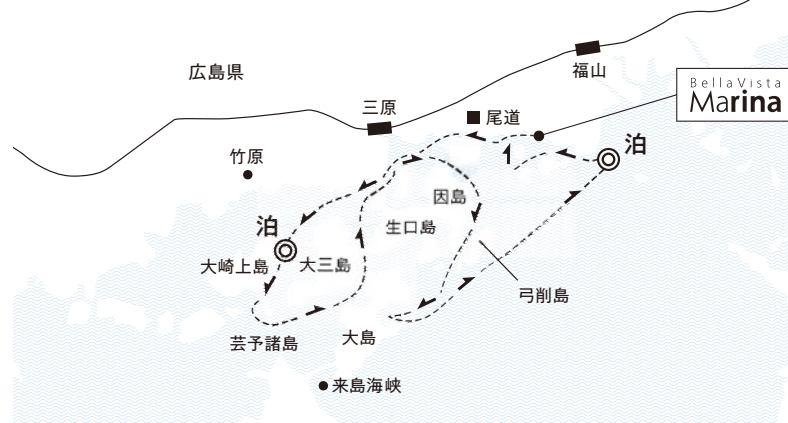 広島県
福山
BellaVista
Marina
三原
尾道
泊
竹原
因島
泊
生口島
大崎上島
大三島
弓削島
芸予諸島
大島
来島海峡